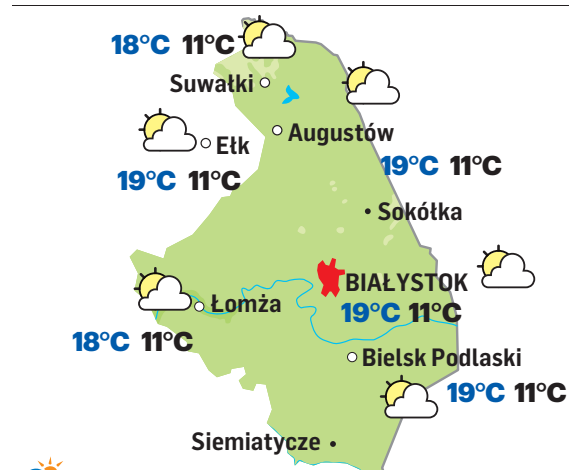 18°C 11°C
Suwałki
Augustów
Ełk
19°C 11°C
19°C 11°C
Sokółka
BIAŁYSTOK
19°C 11°C
Łomża
18°C 11°C
Bielsk Podlaski
19°C 11°C
Siemiatycze